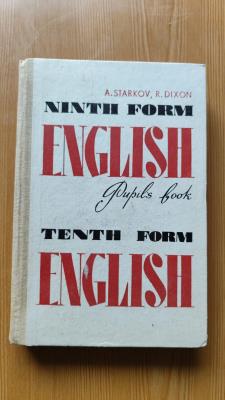 A. STARKOV, R. DIXON
NINTH FORM
ENGLISH
Pupil's book
TENTH FORM
ENGLISH